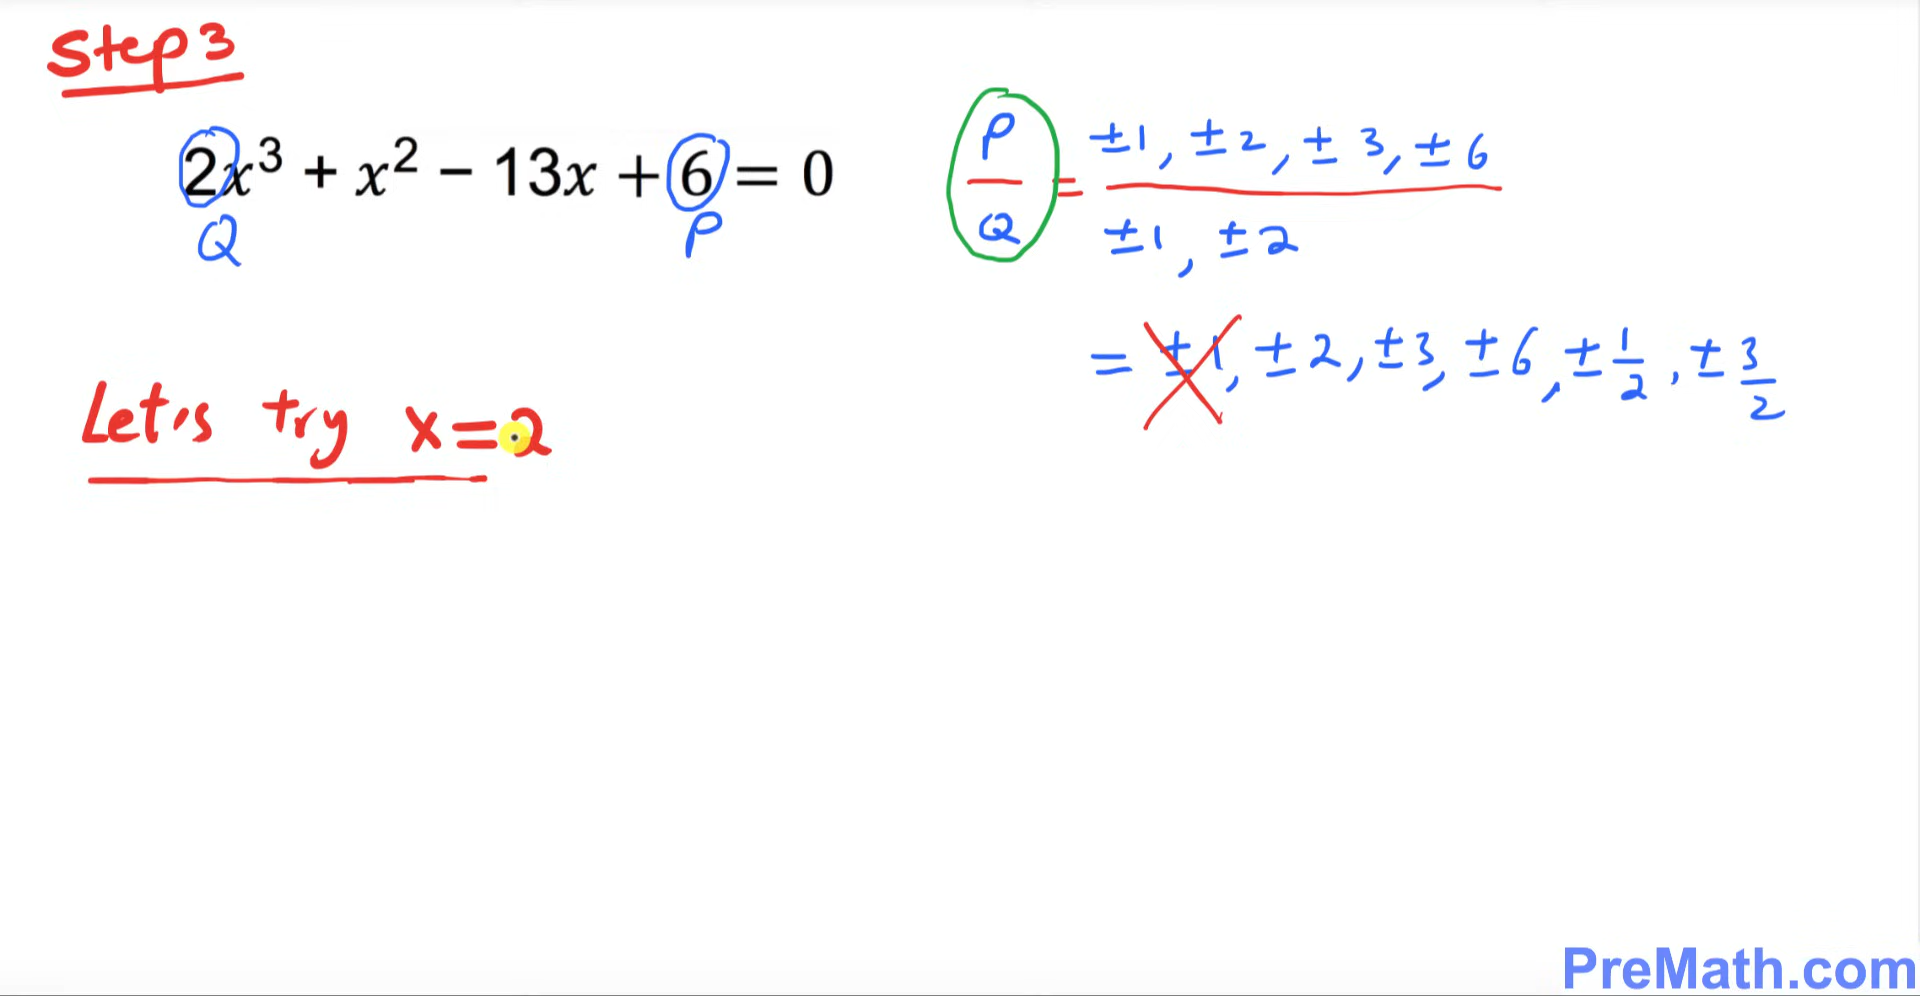 Step 3
2x³ + x² − 13x + 6 = 0
Q P
P/Q = ±1, ±2, ±3, ±6 / ±1, ±2
= ±1, ±2, ±3, ±6, ±1/2, ±3/2
Let's try x=2
PreMath.com